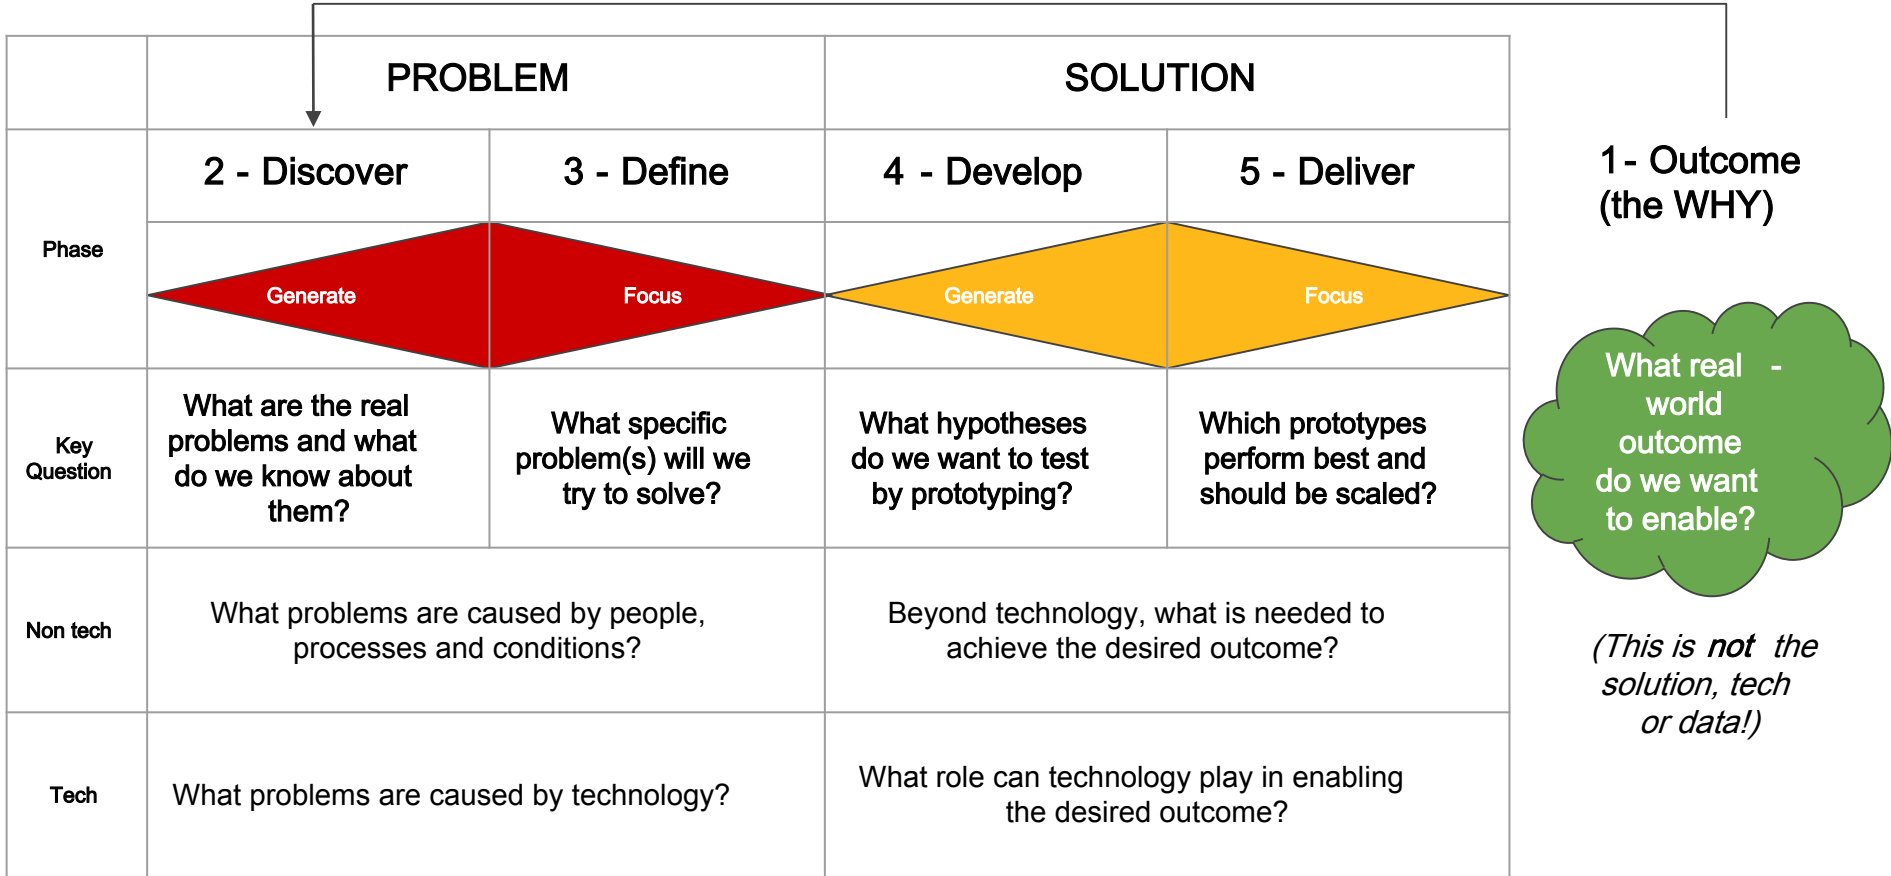 PROBLEM
SOLUTION
Phase
2 - Discover
3 - Define
4 - Develop
5 - Deliver
1 - Outcome
(the WHY)
Generate
Focus
Generate
Focus
Key
Question
What are the real
problems and what
do we know about
them?
What specific
problem(s) will we
try to solve?
What hypotheses
do we want to test
by prototyping?
Which prototypes
perform best and
should be scaled?
What real -
world
outcome
do we want
to enable?
Non tech
What problems are caused by people,
processes and conditions?
Beyond technology, what is needed to
achieve the desired outcome?
(This is not the
solution, tech
or data!)
Tech
What problems are caused by technology?
What role can technology play in enabling
the desired outcome?